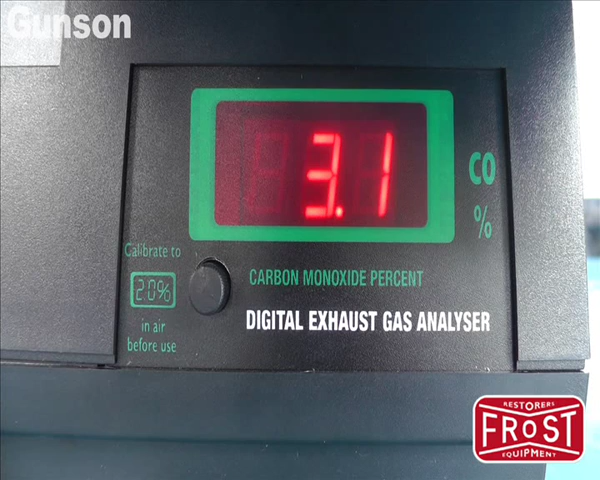 Gunson
3.1
CO
%
Calibrate to
2.0%
in air
before use
CARBON MONOXIDE PERCENT
DIGITAL EXHAUST GAS ANALYSER
RESTORERS
FROST
EQUIPMENT